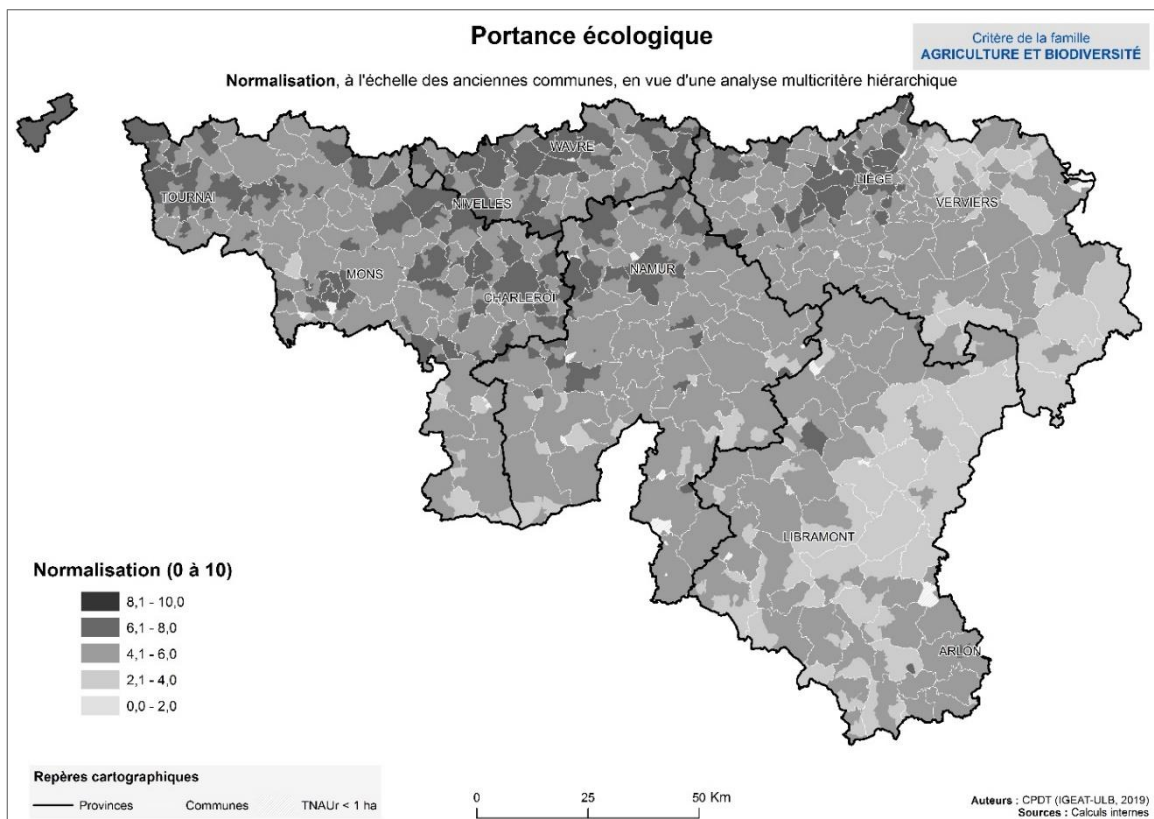 Portance écologique
Critère de la famille
AGRICULTURE ET BIODIVERSITÉ
Normalisation, à l'échelle des anciennes communes, en vue d'une analyse multicritère hiérarchique
WAVRE
LIÈGE
TOURNAI
NIVELLES
VERVIERS
MONS
NAMUR
CHARLEROI
LIBRAMONT
ARLON
Normalisation (0 à 10)
8,1 - 10,0
6,1 - 8,0
4,1 - 6,0
2,1 - 4,0
0,0 - 2,0
Repères cartographiques
Provinces Communes TNAUr < 1 ha
0 25 50 Km
Auteurs : CPDT (IGEAT-ULB, 2019)
Sources : Calculs internes